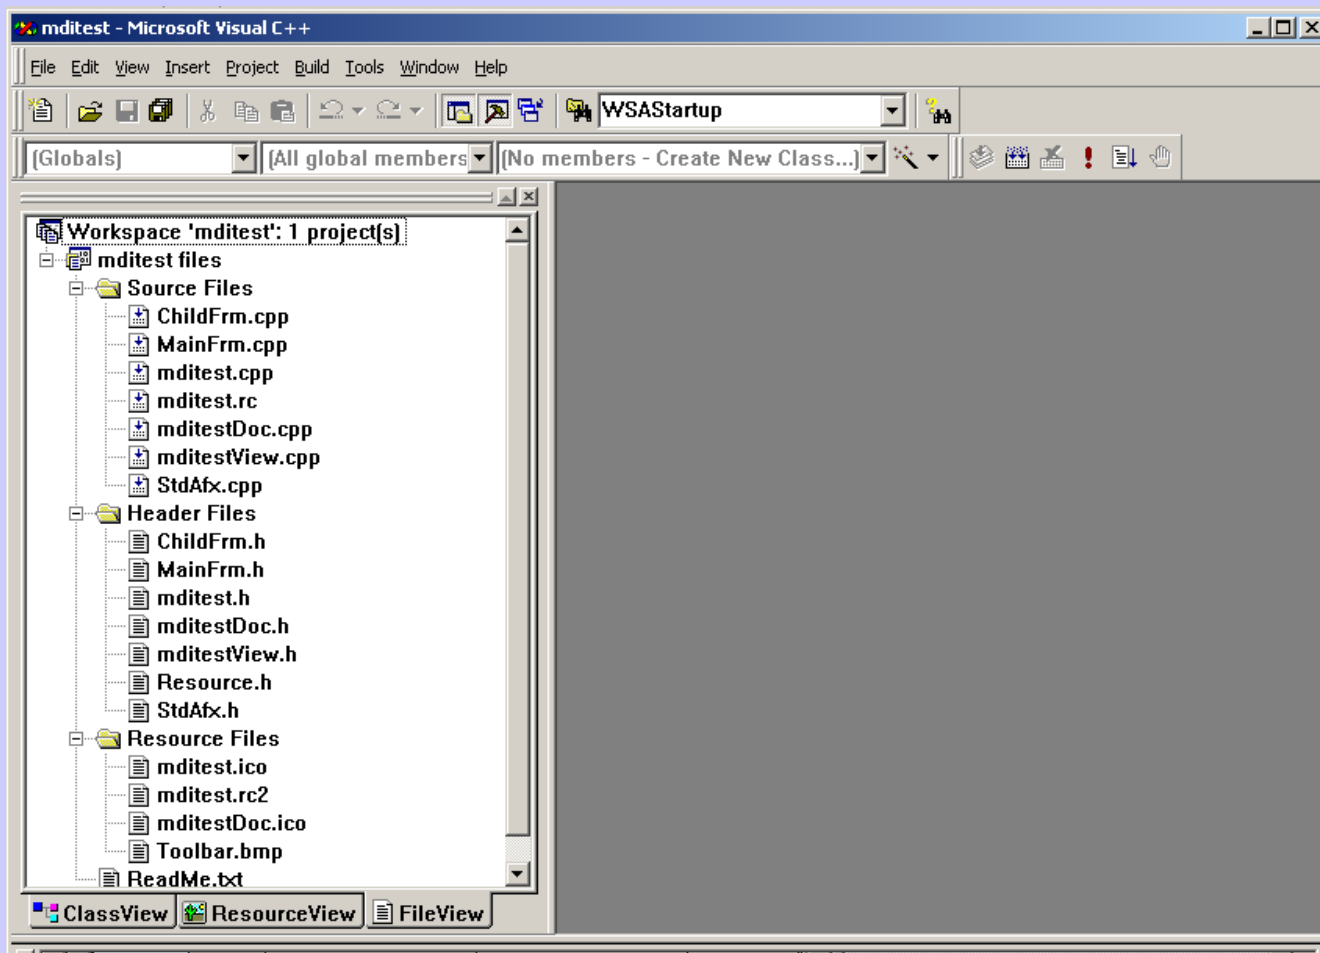 mditest - Microsoft Visual C++
File Edit View Insert Project Build Tools Window Help
WSAStartup
(Globals) (All global members (No members - Create New Class...)
Workspace 'mditest': 1 project(s)
mditest files
Source Files
ChildFrm.cpp
MainFrm.cpp
mditest.cpp
mditest.rc
mditestDoc.cpp
mditestView.cpp
StdAfx.cpp
Header Files
ChildFrm.h
MainFrm.h
mditest.h
mditestDoc.h
mditestView.h
Resource.h
StdAfx.h
Resource Files
mditest.ico
mditest.rc2
mditestDoc.ico
Toolbar.bmp
ReadMe.txt
ClassView ResourceView FileView